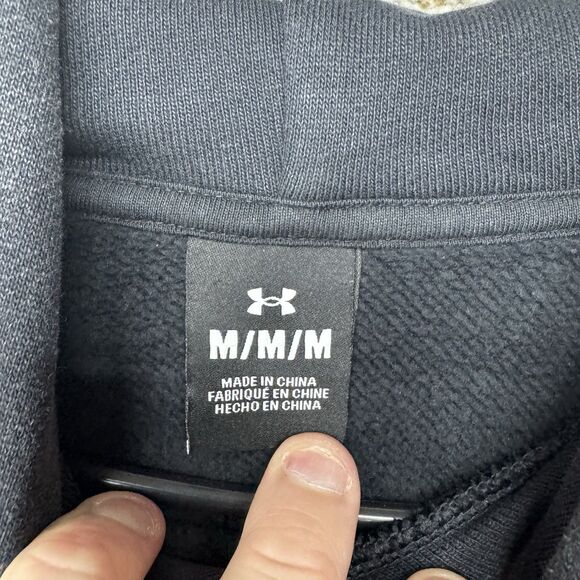 M/M/M
MADE IN CHINA
FABRIQUÉ EN CHINE
HECHO EN CHINA